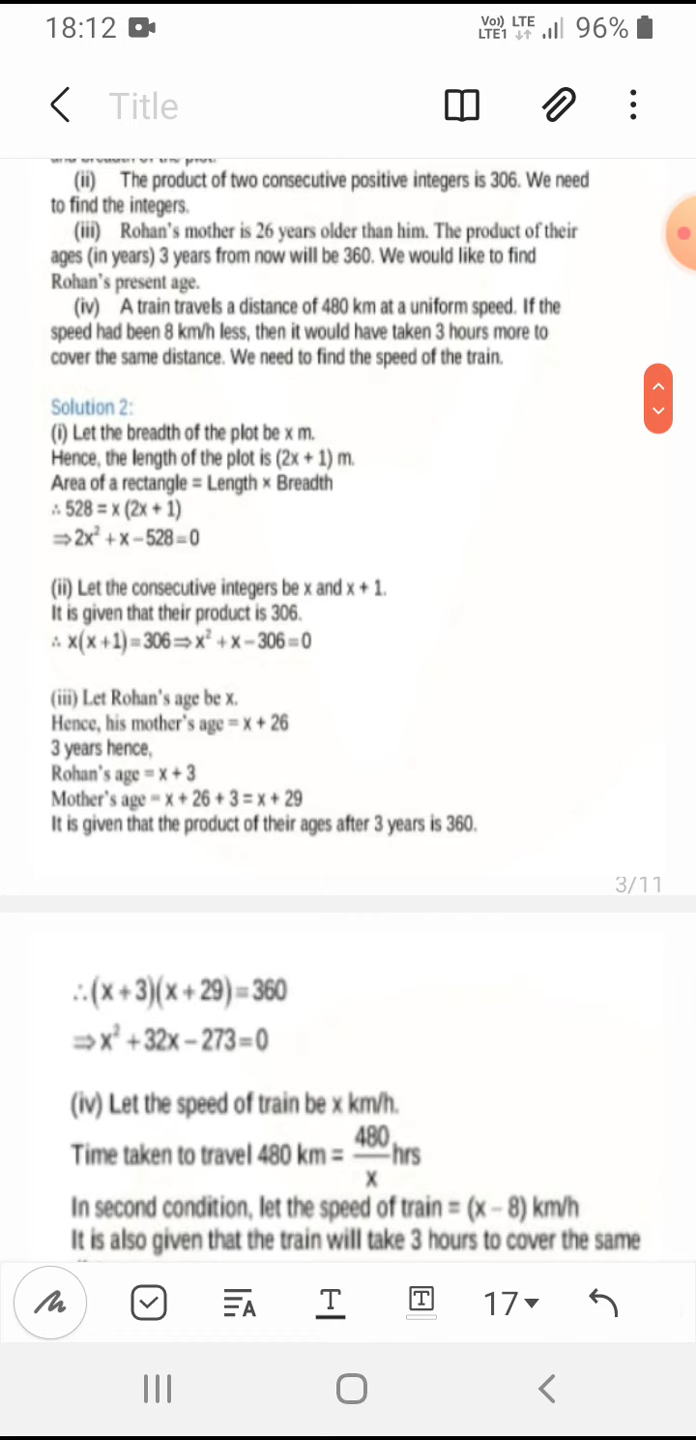 18:12
Vo)) LTE
LTE1
96%
Title
and breadth of the plot.
(ii) The product of two consecutive positive integers is 306. We need
to find the integers.
(iii) Rohan's mother is 26 years older than him. The product of their
ages (in years) 3 years from now will be 360. We would like to find
Rohan's present age.
(iv) A train travels a distance of 480 km at a uniform speed. If the
speed had been 8 km/h less, then it would have taken 3 hours more to
cover the same distance. We need to find the speed of the train.
Solution 2:
(i) Let the breadth of the plot be x m.
Hence, the length of the plot is (2x + 1) m.
Area of a rectangle = Length × Breadth
∴ 528 = x (2x + 1)
⇒2x² + x – 528 = 0
(ii) Let the consecutive integers be x and x + 1.
It is given that their product is 306.
∴ x(x + 1) = 306 ⇒ x² + x – 306 = 0
(iii) Let Rohan's age be x.
Hence, his mother's age = x + 26
3 years hence,
Rohan's age = x + 3
Mother's age = x + 26 + 3 = x + 29
It is given that the product of their ages after 3 years is 360.
3/11
∴(x + 3)(x + 29) = 360
⇒x² + 32x – 273 = 0
(iv) Let the speed of train be x km/h.
Time taken to travel 480 km = 480/x hrs
In second condition, let the speed of train = (x – 8) km/h
It is also given that the train will take 3 hours to cover the same
17